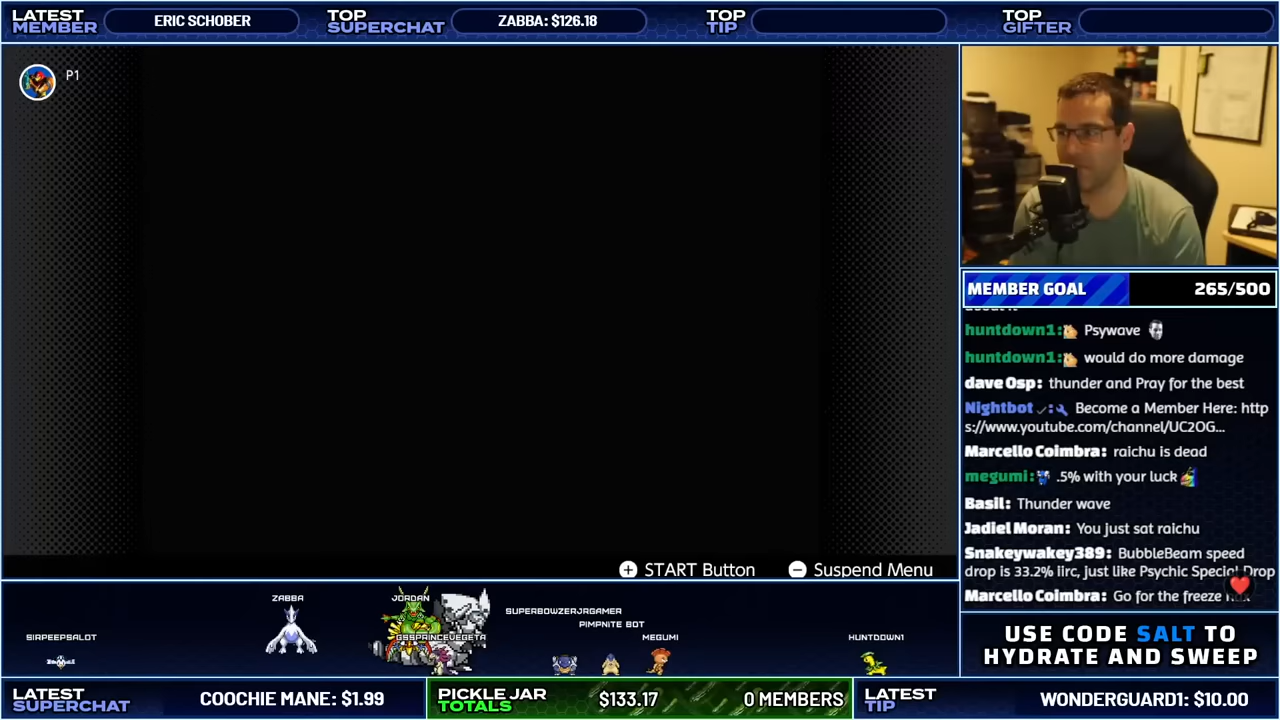 LATEST MEMBER
ERIC SCHOBER
TOP SUPERCHAT
ZABBA: $126.18
TOP TIP
TOP GIFTER
P1
START Button
Suspend Menu
MEMBER GOAL
265/500
huntdown1: Psywave
huntdown1: would do more damage
dave Osp: thunder and Pray for the best
Nightbot : Become a Member Here: http
s://www.youtube.com/channel/UC2OG...
Marcello Coimbra: raichu is dead
megumi: .5% with your luck
Basil: Thunder wave
Jadiel Moran: You just sat raichu
Snakeywakey389: BubbleBeam speed
drop is 33.2% iirc, just like Psychic Special Drop
Marcello Coimbra: Go for the freeze
USE CODE SALT TO
HYDRATE AND SWEEP
ZABBA
JORDAN
SUPERBOWZERJRGAMER
PIMPNITE BOT
SIRPEEPSALOT
GSSPRINCEVEGETA
MEGUMI
HUNTDOWN1
LATEST SUPERCHAT
COOCHIE MANE: $1.99
PICKLE JAR TOTALS
$133.17
0 MEMBERS
LATEST TIP
WONDERGUARD1: $10.00